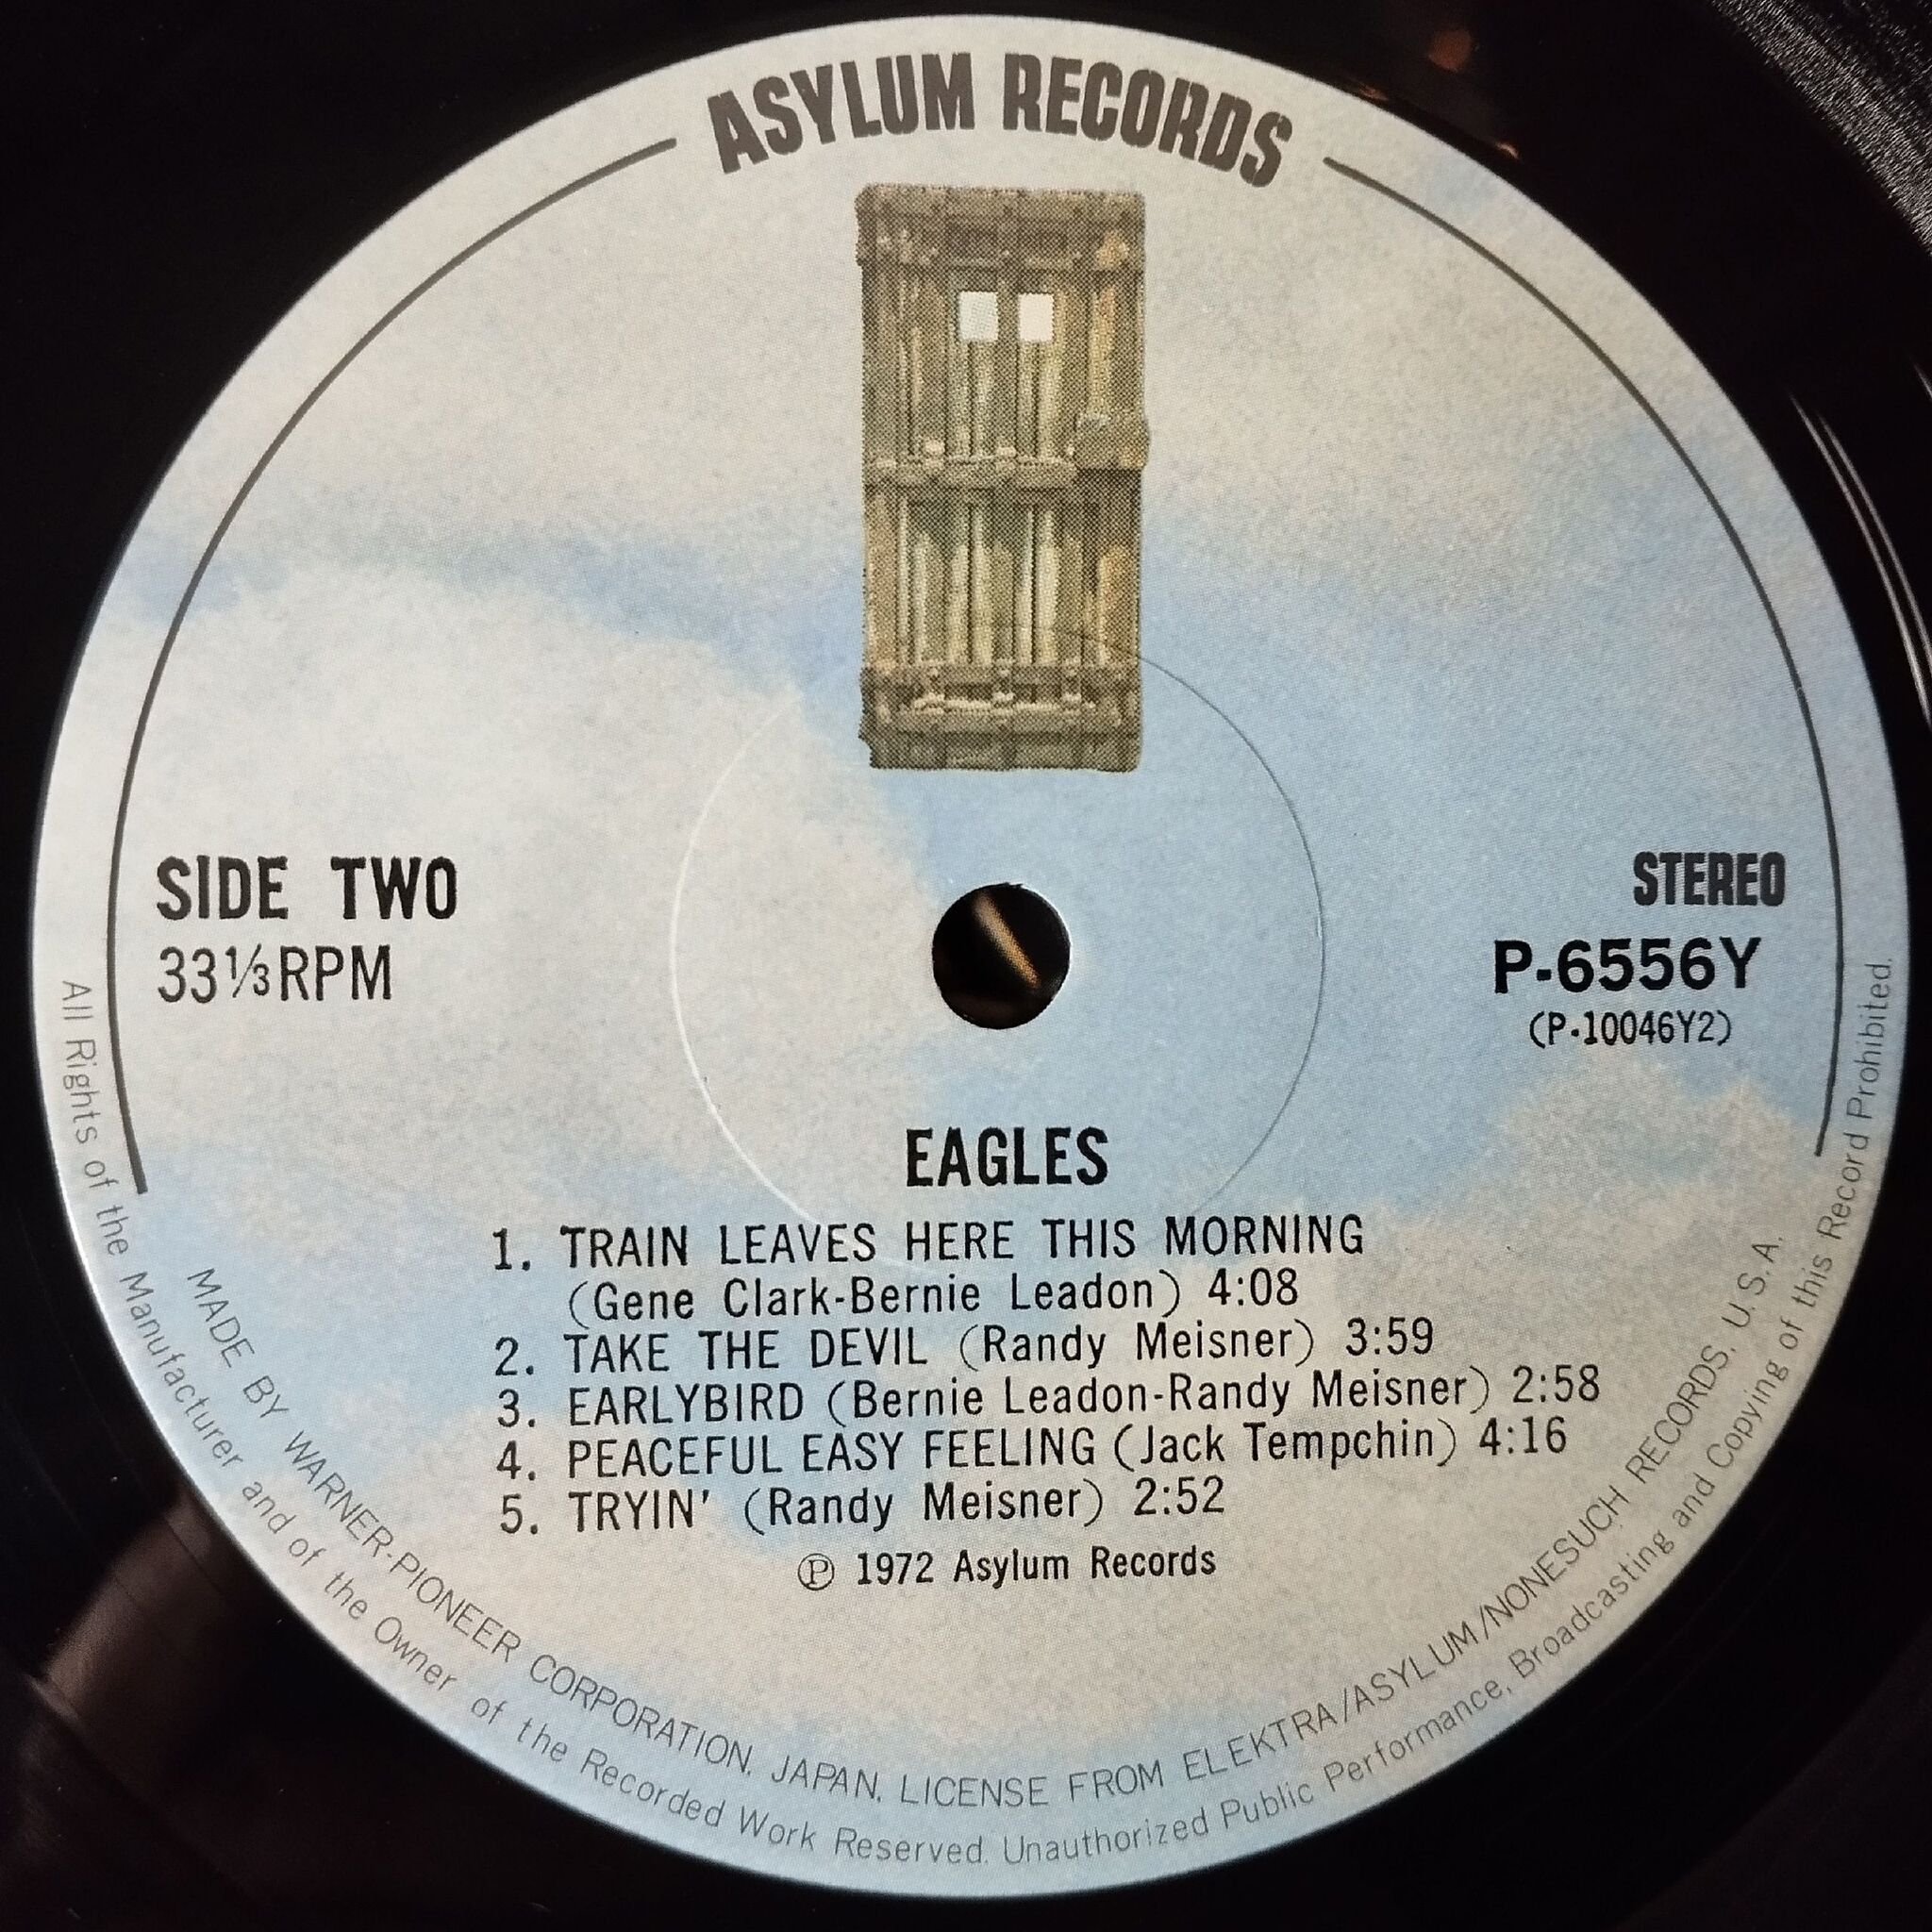 ASYLUM RECORDS
SIDE TWO
33⅓RPM
STEREO
P-6556Y
(P-10046Y2)
EAGLES
1. TRAIN LEAVES HERE THIS MORNING
(Gene Clark-Bernie Leadon) 4:08
2. TAKE THE DEVIL (Randy Meisner) 3:59
3. EARLYBIRD (Bernie Leadon-Randy Meisner) 2:58
4. PEACEFUL EASY FEELING (Jack Tempchin) 4:16
5. TRYIN' (Randy Meisner) 2:52
Ⓟ 1972 Asylum Records
MADE BY WARNER-PIONEER CORPORATION, JAPAN. LICENSE FROM ELEKTRA/ASYLUM/NONESUCH RECORDS, U.S.A.
All Rights of the Manufacturer and of the Owner of the Recorded Work Reserved. Unauthorized Public Performance, Broadcasting and Copying of this Record Prohibited.